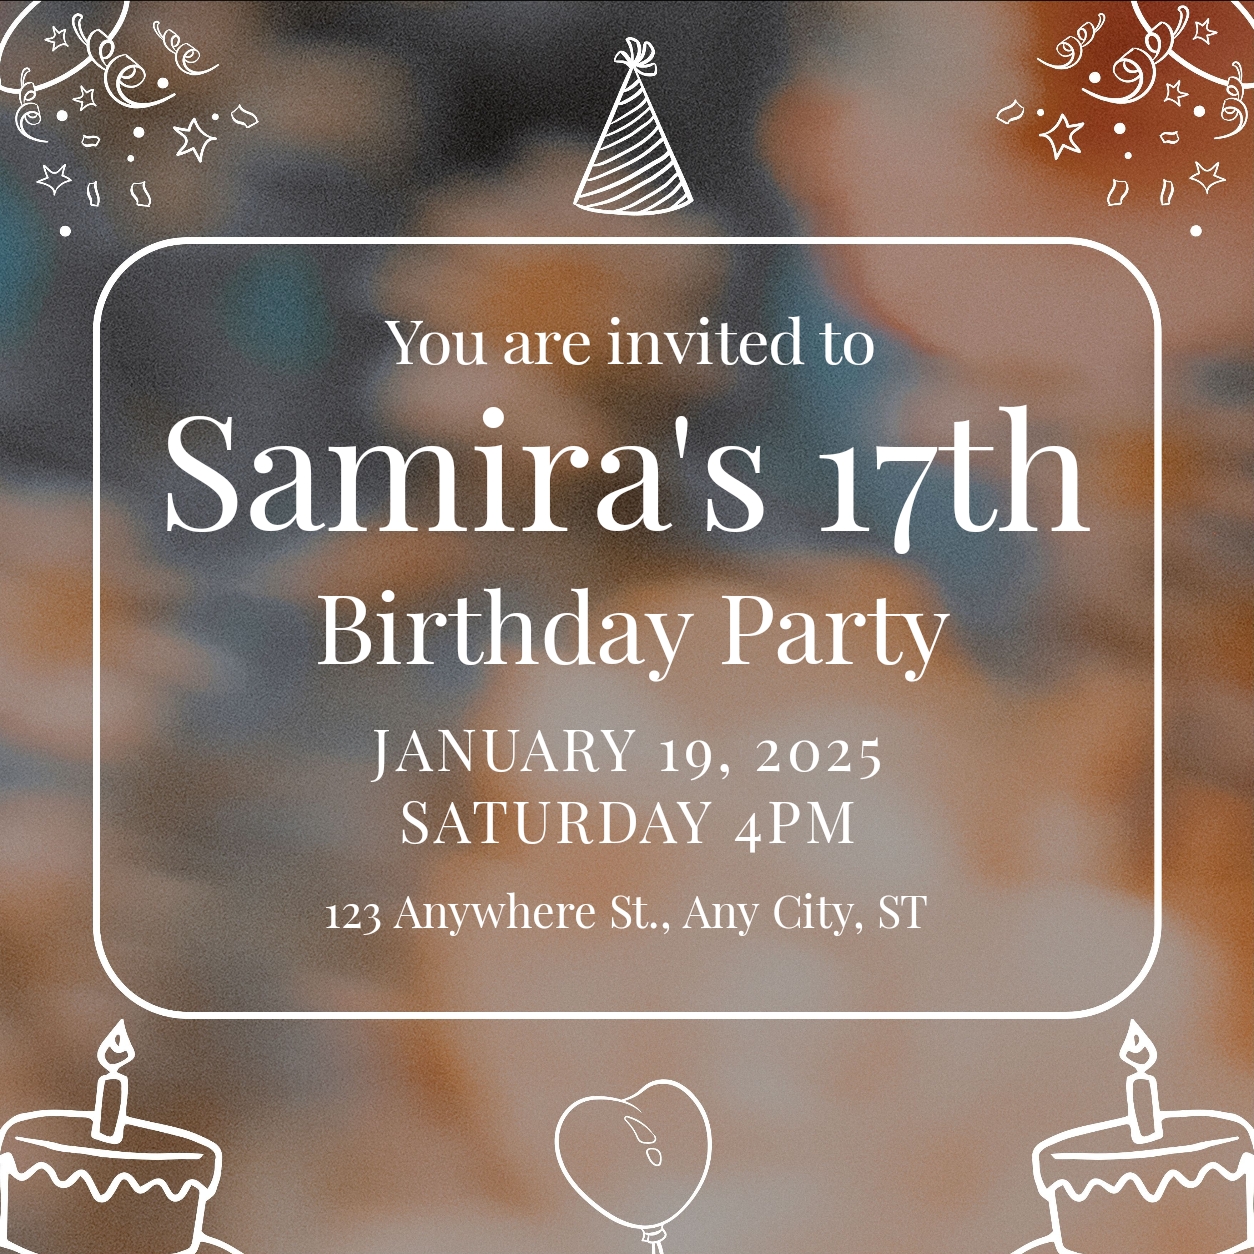 You are invited to
Samira's 17th
Birthday Party
JANUARY 19, 2025
SATURDAY 4PM
123 Anywhere St., Any City, ST